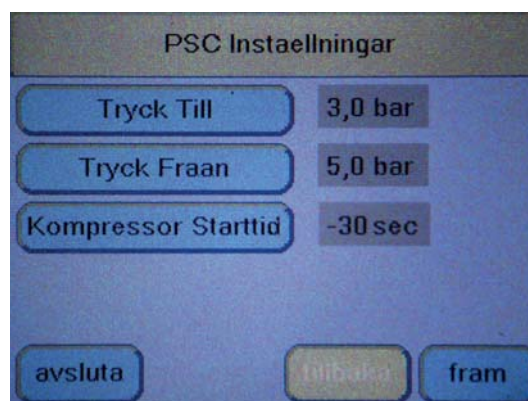 PSC Instaellningar
Tryck Till 3,0 bar
Tryck Fraan 5,0 bar
Kompressor Starttid -30 sec
avsluta tillbaka fram